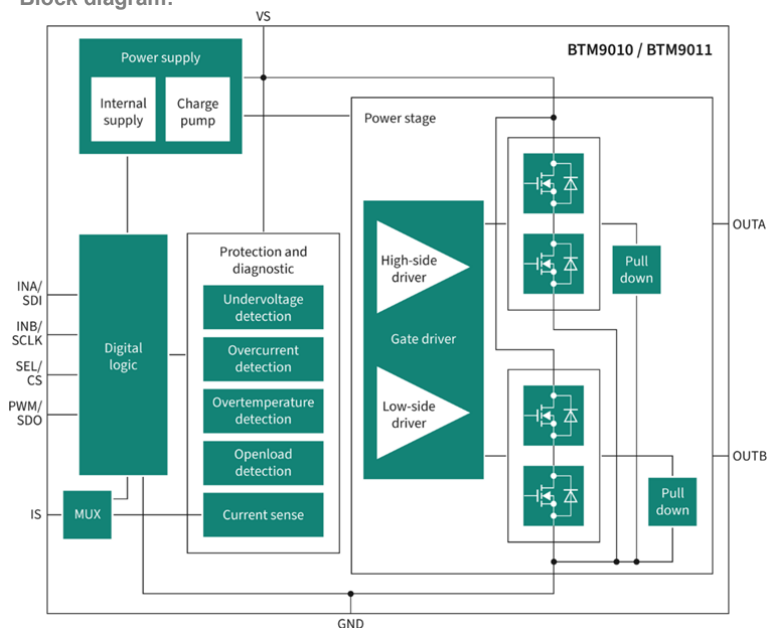 Block diagram:
VS
BTM9010 / BTM9011
Power supply
Internal
supply
Charge
pump
Power stage
Protection and
diagnostic
Undervoltage
detection
Overcurrent
detection
Overtemperature
detection
Openload
detection
Current sense
Digital
logic
INA/
SDI
INB/
SCLK
SEL/
CS
PWM/
SDO
IS
MUX
High-side
driver
Gate driver
Low-side
driver
Pull
down
OUTA
OUTB
Pull
down
GND